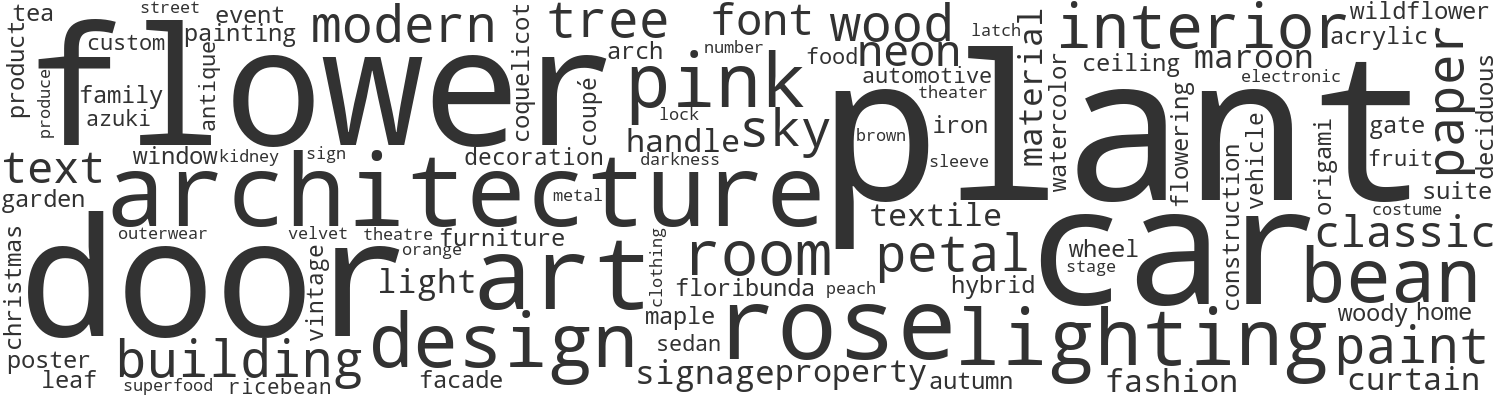 tea
street
event
painting
modern
tree
font
wood
interior
wildflower
acrylic
product
custom
flower
arch
number
food
neon
latch
material
ceiling
maroon
electronic
paper
produce
family
azuki
antique
coquelicot
coupé
pink
lock
handle
sky
automotive
theater
brown
iron
sleeve
plant
watercolor
flowering
vehicle
origami
gate
fruit
deciduous
text
window
kidney
sign
decoration
darkness
construction
suite
garden
architecture
metal
textile
costume
classic
christmas
door
outerwear
velvet
theatre
orange
furniture
vintage
light
art
clothing
room
petal
car
wheel
stage
bean
floribunda
peach
hybrid
maple
rose
lighting
woody
home
poster
leaf
building
superfood
ricebean
design
facade
sedan
signage
property
autumn
fashion
paint
curtain